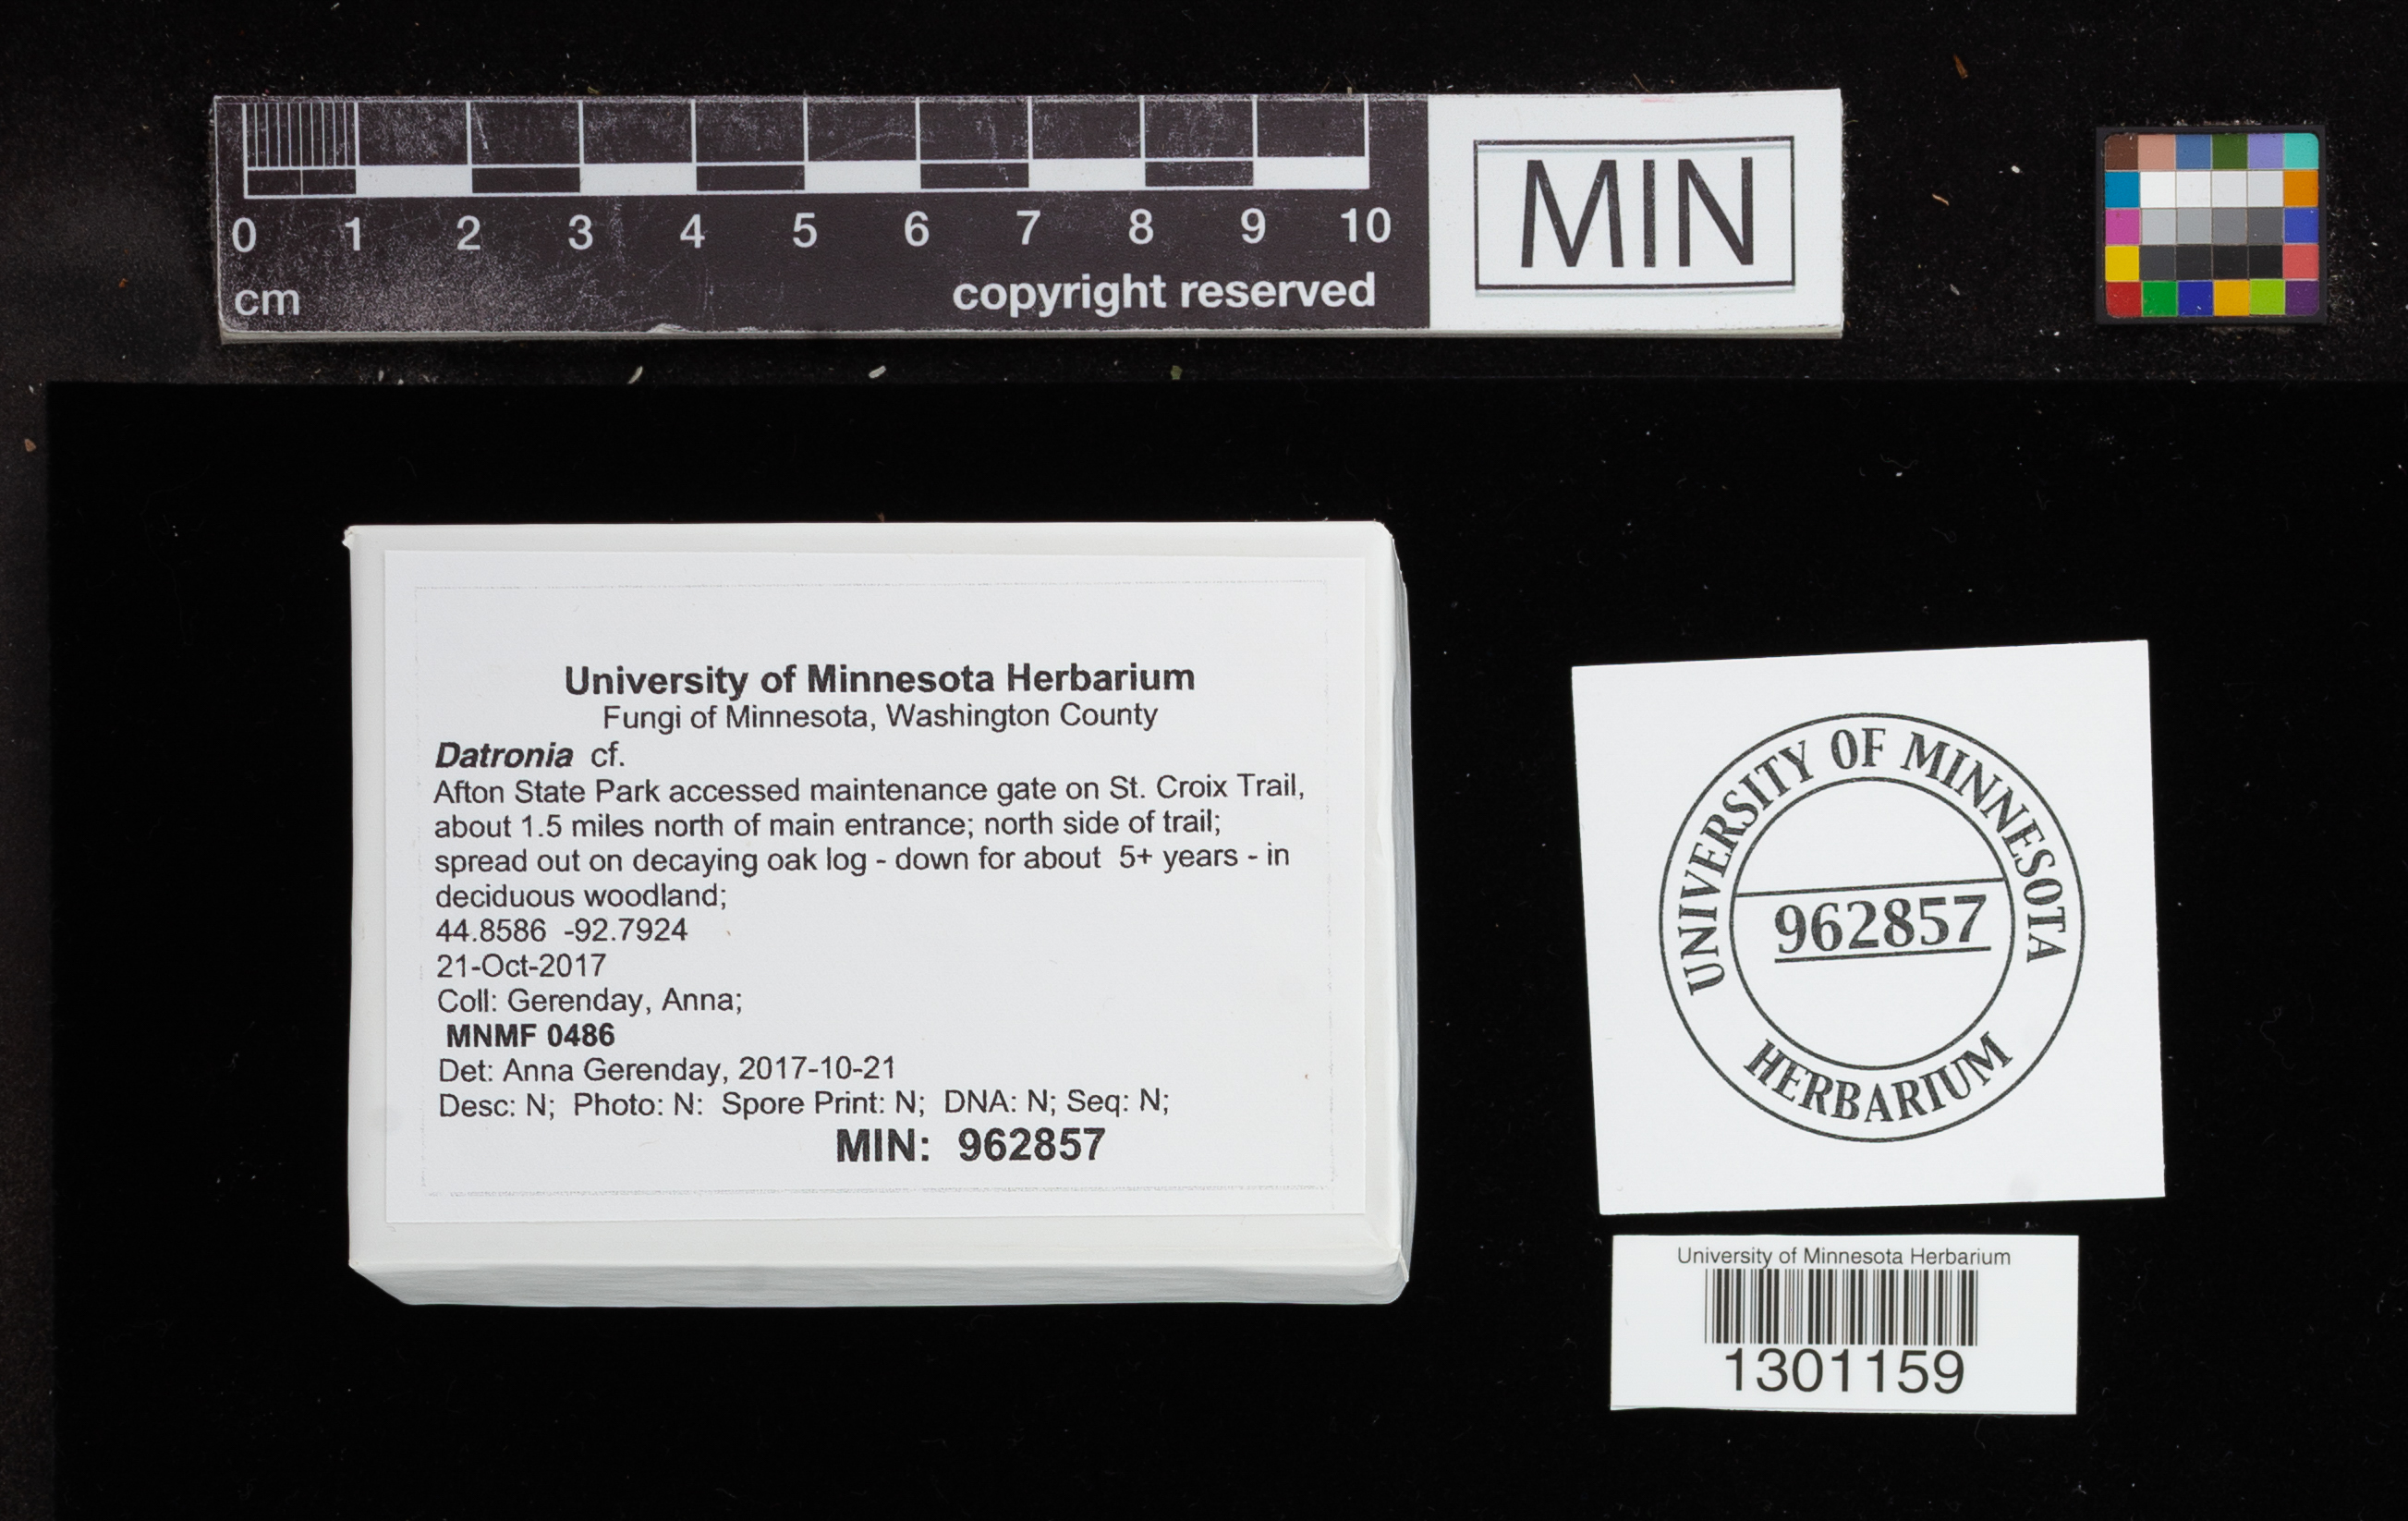 0 1 2 3 4 5 6 7 8 9 10
cm
copyright reserved
MIN
University of Minnesota Herbarium
Fungi of Minnesota, Washington County
Datronia cf.
Afton State Park accessed maintenance gate on St. Croix Trail,
about 1.5 miles north of main entrance; north side of trail;
spread out on decaying oak log - down for about 5+ years - in
deciduous woodland;
44.8586 -92.7924
21-Oct-2017
Coll: Gerenday, Anna;
MNMF 0486
Det: Anna Gerenday, 2017-10-21
Desc: N; Photo: N: Spore Print: N; DNA: N; Seq: N;
MIN: 962857
UNIVERSITY OF MINNESOTA
962857
HERBARIUM
University of Minnesota Herbarium
1301159